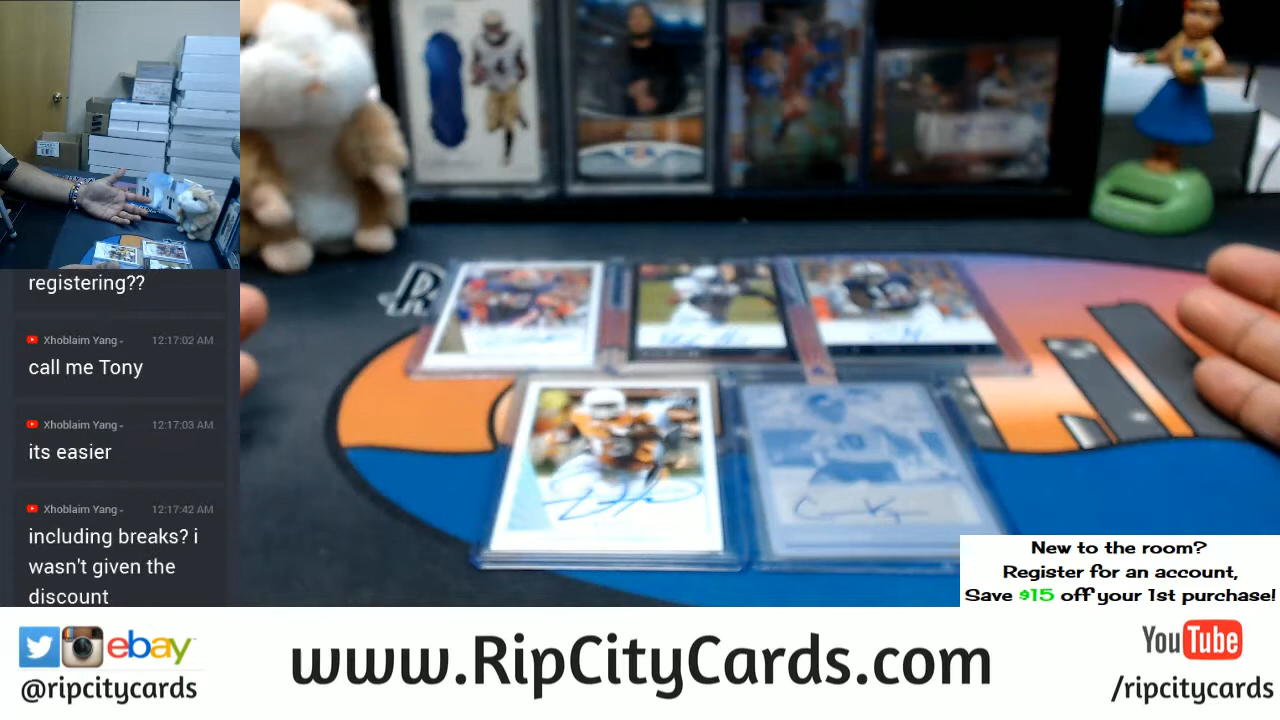 registering??
Xhoblaim Yang 12:17:02 AM
call me Tony
Xhoblaim Yang 12:17:03 AM
its easier
Xhoblaim Yang 12:17:42 AM
including breaks? i
wasn't given the
discount
R
New to the room?
Register for an account,
Save $15 off your 1st purchase!
ebay
@ripcitycards
www.RipCityCards.com
YouTube
/ripcitycards